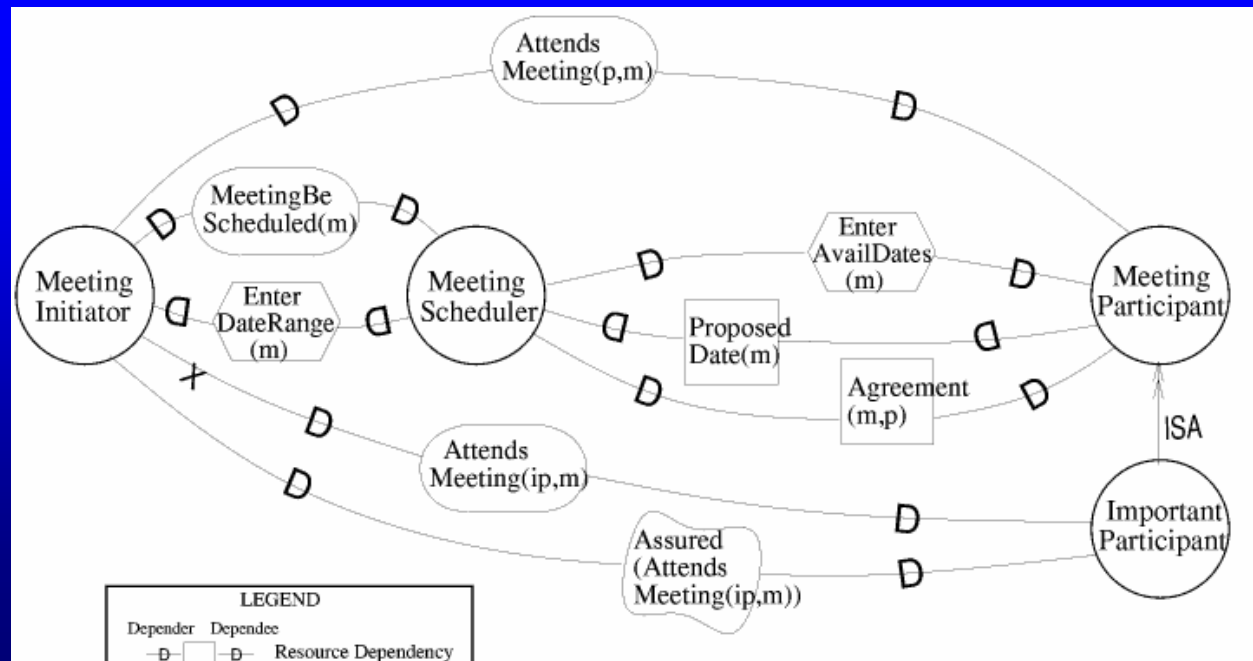 Attends
Meeting(p,m)
D
D
MeetingBe
Scheduled(m)
D
D
Meeting
Initiator
Enter
DateRange
(m)
D
D
Meeting
Scheduler
Enter
AvailDates
(m)
D
D
Proposed
Date(m)
D
D
Agreement
(m,p)
D
D
Meeting
Participant
X
D
Attends
Meeting(ip,m)
D
ISA
Important
Participant
D
Assured
(Attends
Meeting(ip,m))
D
LEGEND
Depender Dependee
D D Resource Dependency